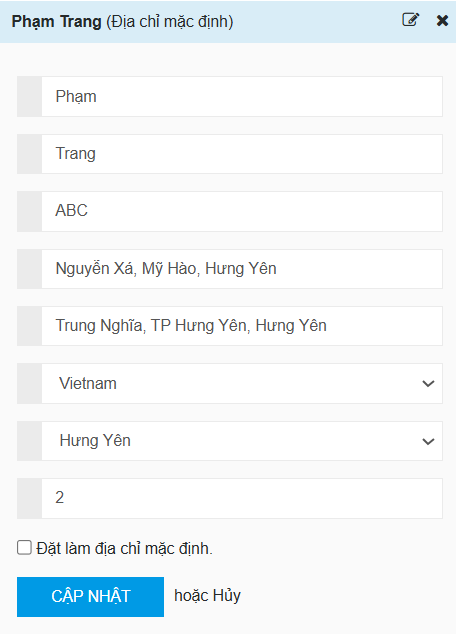 Phạm Trang (Địa chỉ mặc định)
Phạm
Trang
ABC
Nguyễn Xá, Mỹ Hào, Hưng Yên
Trung Nghĩa, TP Hưng Yên, Hưng Yên
Vietnam
Hưng Yên
2
Đặt làm địa chỉ mặc định.
CẬP NHẬT hoặc Hủy